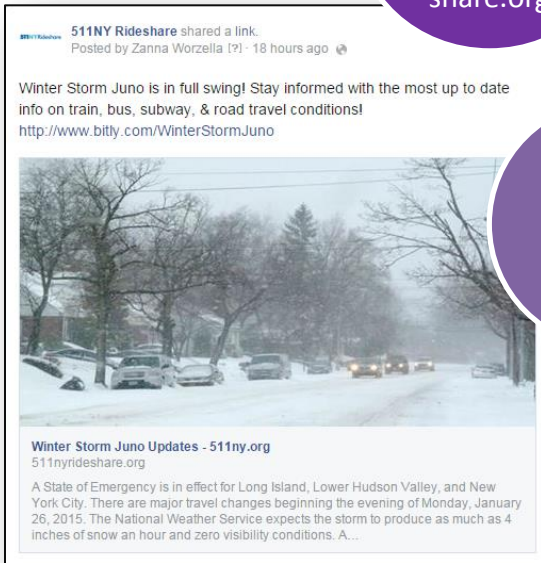 share.org
511NY Rideshare shared a link.
Posted by Zanna Worzella [?] · 18 hours ago
Winter Storm Juno is in full swing! Stay informed with the most up to date
info on train, bus, subway, & road travel conditions!
http://www.bitly.com/WinterStormJuno
Winter Storm Juno Updates - 511ny.org
511nyrideshare.org
A State of Emergency is in effect for Long Island, Lower Hudson Valley, and New
York City. There are major travel changes beginning the evening of Monday, January
26, 2015. The National Weather Service expects the storm to produce as much as 4
inches of snow an hour and zero visibility conditions. A...